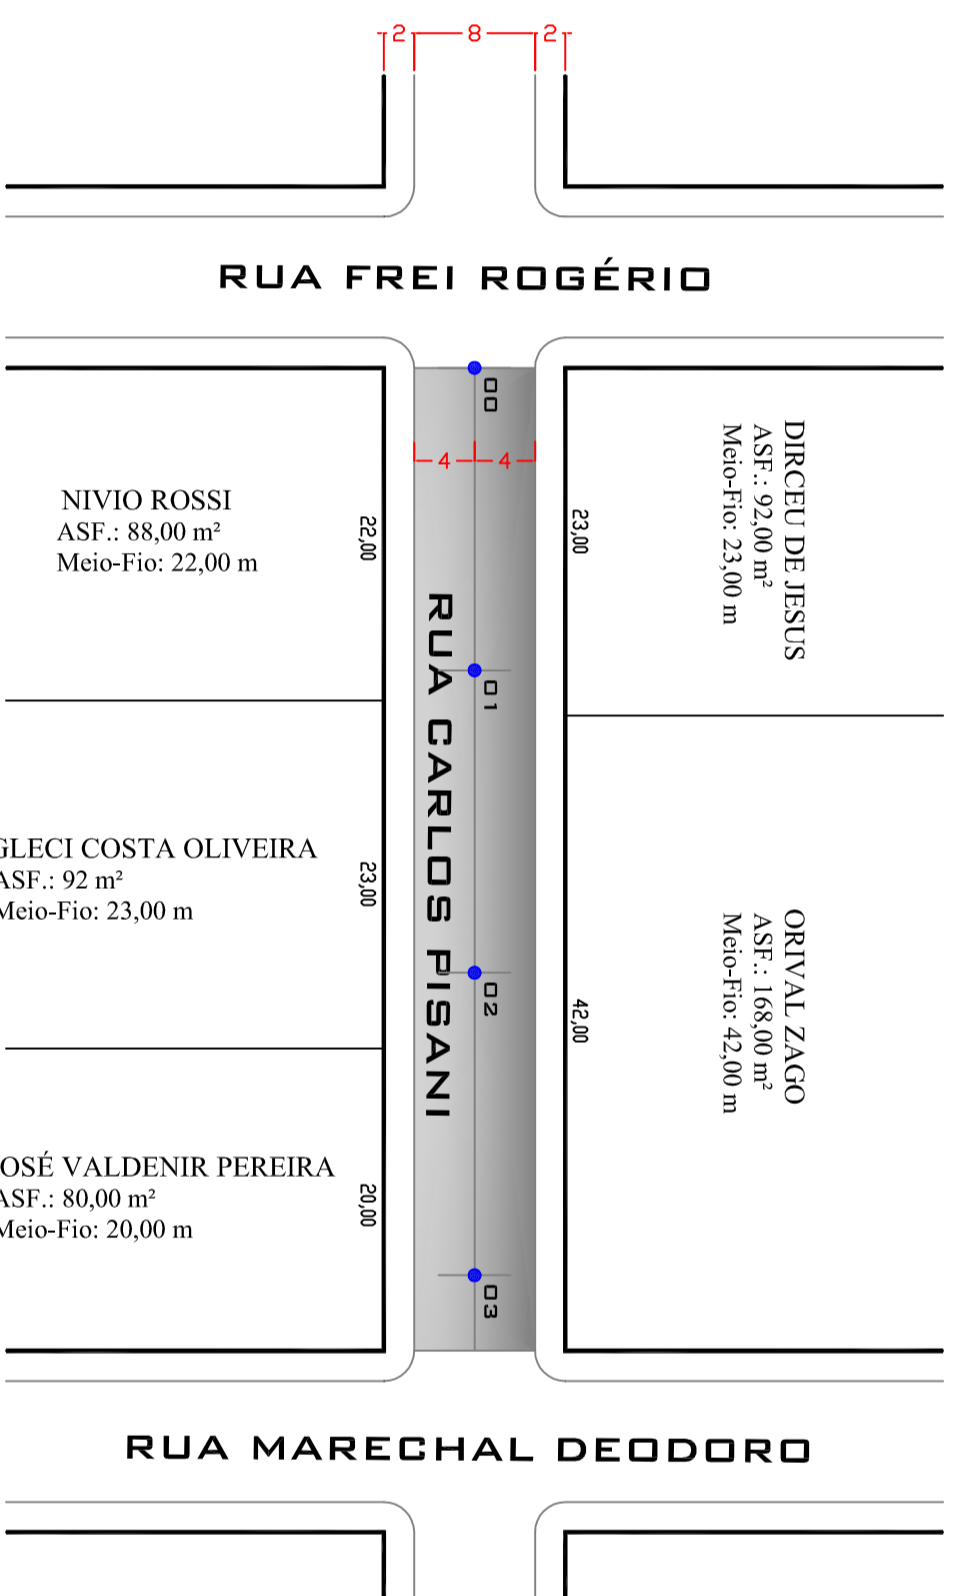 2 8 2
RUA FREI ROGÉRIO
00
4 4
NIVIO ROSSI
ASF.: 88,00 m²
Meio-Fio: 22,00 m
22,00
23,00
DIRCEU DE JESUS
ASF.: 92,00 m²
Meio-Fio: 23,00 m
RUA CARLOS PISANI
01
GLECI COSTA OLIVEIRA
ASF.: 92 m²
Meio-Fio: 23,00 m
23,00
02
42,00
ORIVAL ZAGO
ASF.: 168,00 m²
Meio-Fio: 42,00 m
OSÉ VALDENIR PEREIRA
ASF.: 80,00 m²
Meio-Fio: 20,00 m
20,00
03
RUA MARECHAL DEODORO